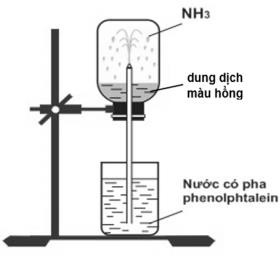 NH3
dung dịch
màu hồng
Nước có pha
phenolphtalein